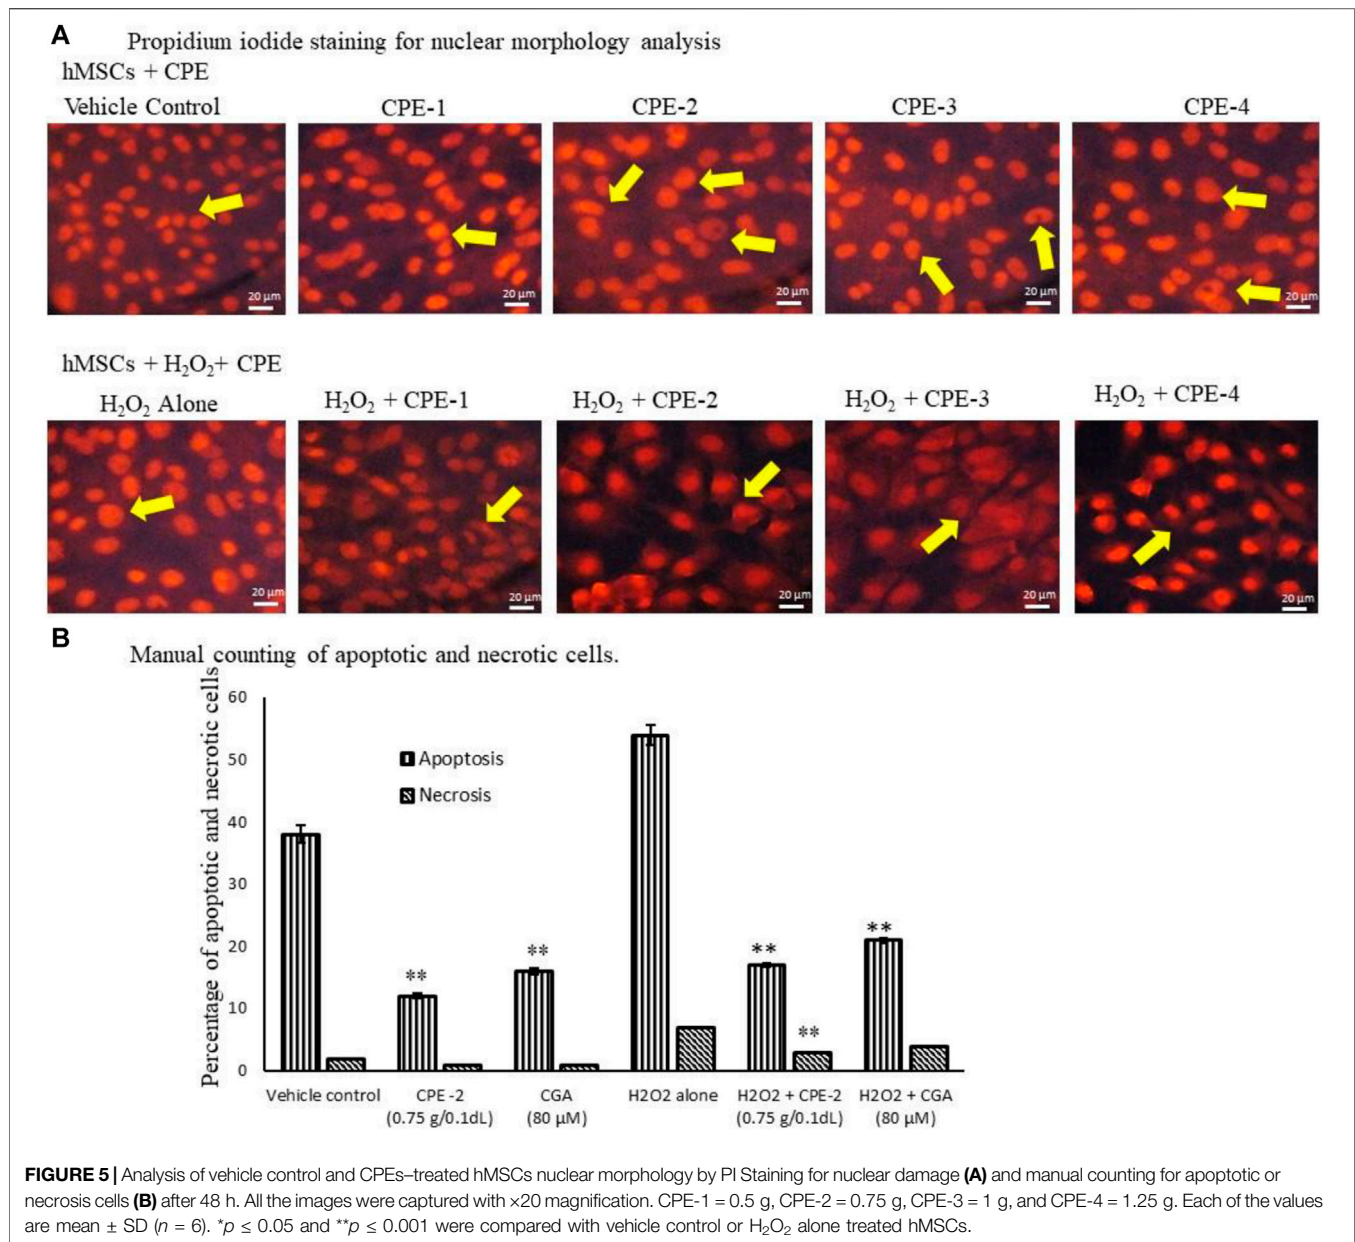 A
Propidium iodide staining for nuclear morphology analysis
hMSCs + CPE
Vehicle Control
CPE-1
CPE-2
CPE-3
CPE-4
20 µm
20 µm
20 µm
20 µm
20 µm
hMSCs + H₂O₂+ CPE
H₂O₂ Alone
H₂O₂ + CPE-1
H₂O₂ + CPE-2
H₂O₂ + CPE-3
H₂O₂ + CPE-4
20 µm
20 µm
20 µm
20 µm
20 µm
B
Manual counting of apoptotic and necrotic cells.
Percentage of apoptotic and necrotic cells
60
50
40
30
20
10
0
Apoptosis
Necrosis
**
**
**
**
**
Vehicle control
CPE -2
(0.75 g/0.1dL)
CGA
(80 µM)
H2O2 alone
H2O2 + CPE-2
(0.75 g/0.1dL)
H2O2 + CGA
(80 µM)
FIGURE 5 | Analysis of vehicle control and CPEs–treated hMSCs nuclear morphology by PI Staining for nuclear damage (A) and manual counting for apoptotic or
necrosis cells (B) after 48 h. All the images were captured with ×20 magnification. CPE-1 = 0.5 g, CPE-2 = 0.75 g, CPE-3 = 1 g, and CPE-4 = 1.25 g. Each of the values
are mean ± SD (n = 6). *p ≤ 0.05 and **p ≤ 0.001 were compared with vehicle control or H₂O₂ alone treated hMSCs.